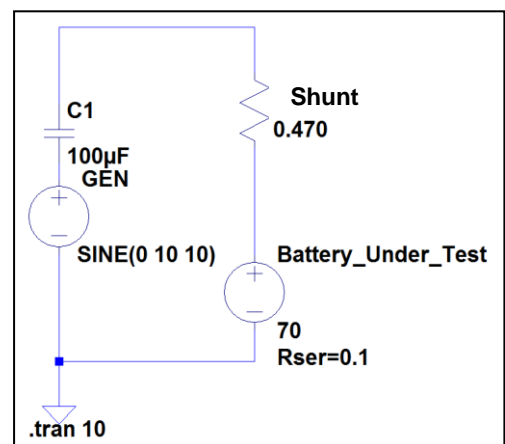 C1
100µF
GEN
+
−
SINE(0 10 10)
Shunt
0.470
Battery_Under_Test
+
−
70
Rser=0.1
.tran 10